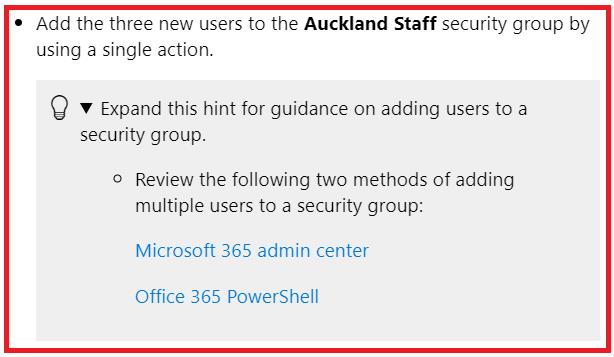 Add the three new users to the Auckland Staff security group by
using a single action.
Expand this hint for guidance on adding users to a
security group.
Review the following two methods of adding
multiple users to a security group:
Microsoft 365 admin center
Office 365 PowerShell